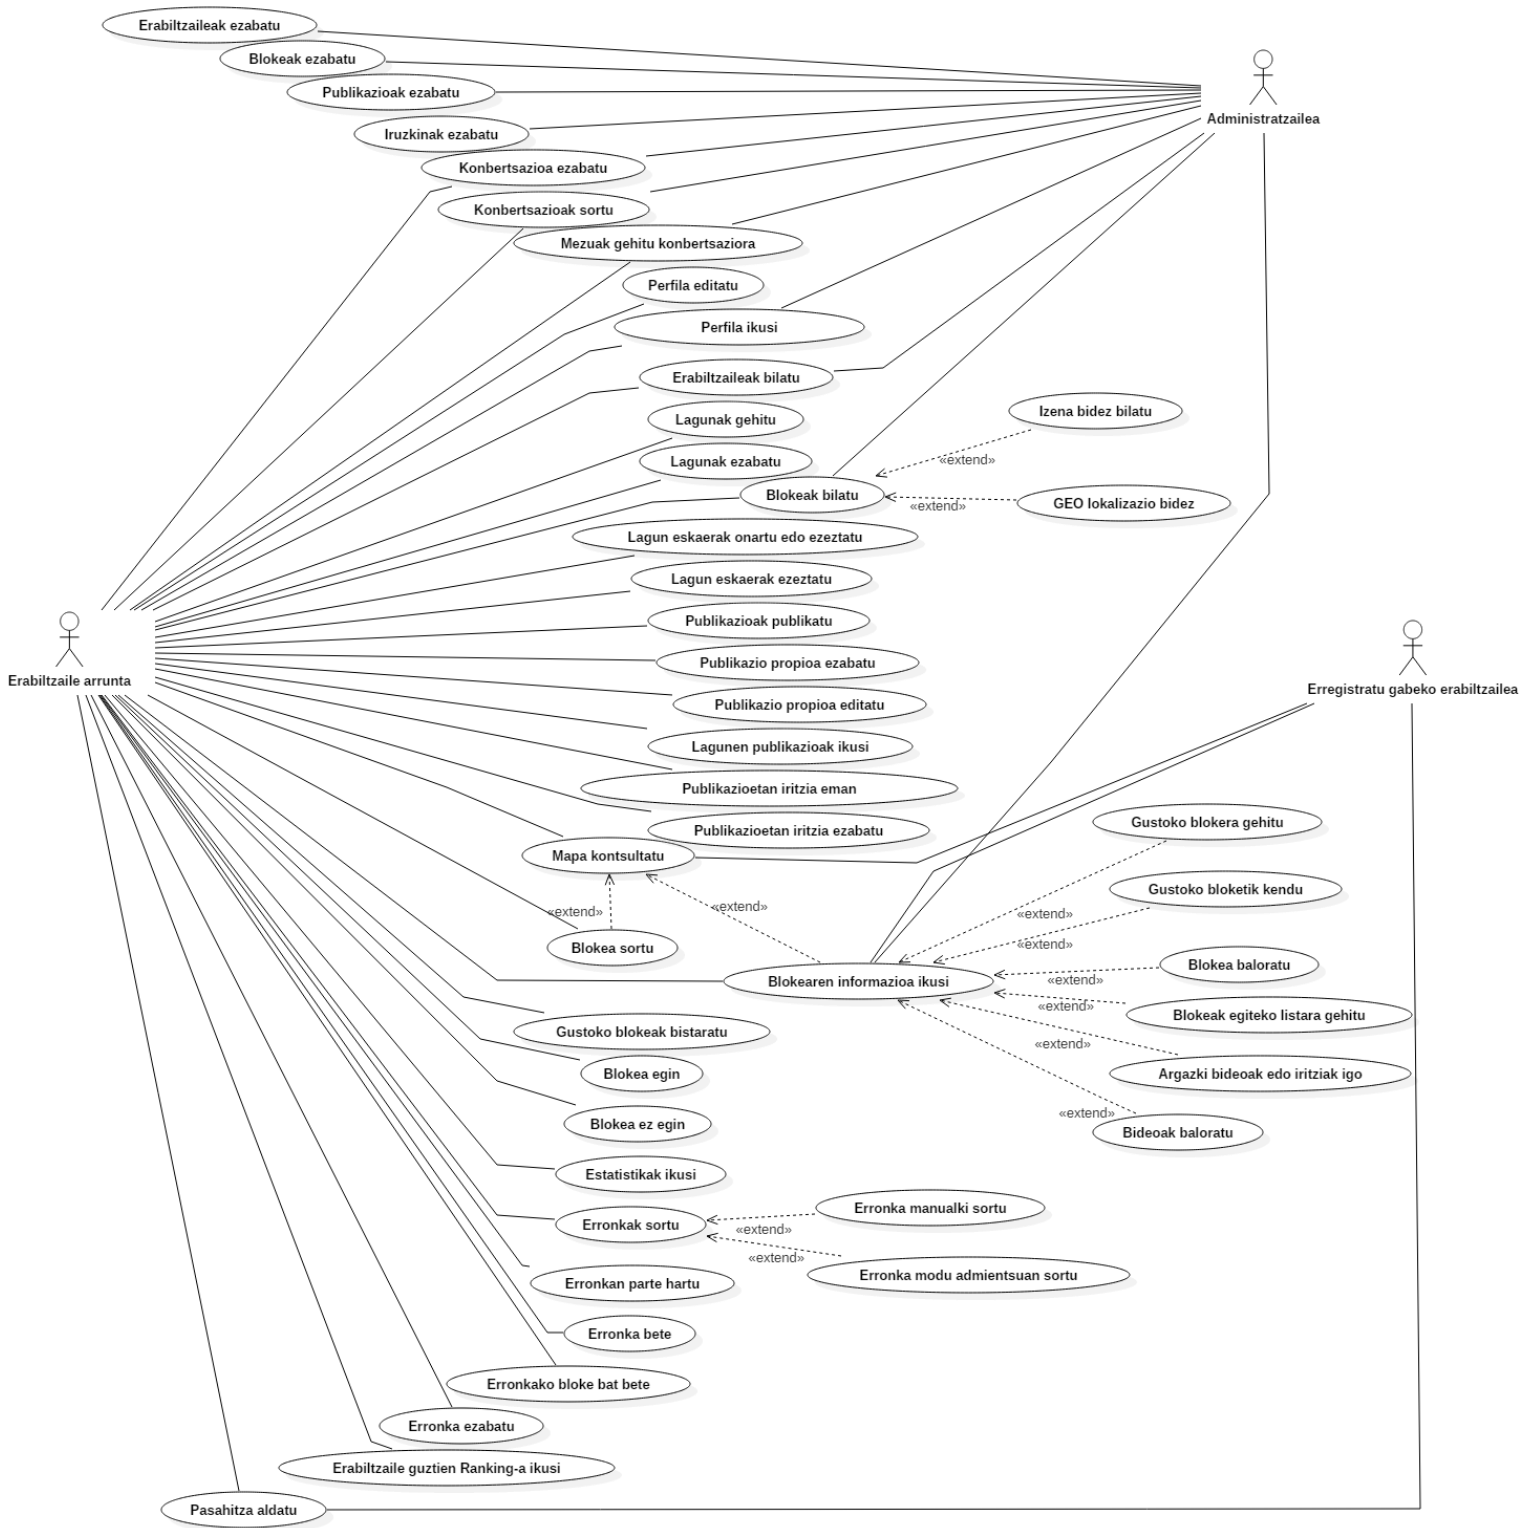 Erabiltzaileak ezabatu
Blokeak ezabatu
Publikazioak ezabatu
Administratzailea
Iruzkinak ezabatu
Konbertsazioa ezabatu
Konbertsazioak sortu
Mezuak gehitu konbertsaziora
Perfila editatu
Perfila ikusi
Erabiltzaileak bilatu
Lagunak gehitu
Izena bidez bilatu
Lagunak ezabatu
«extend»
Blokeak bilatu
GEO lokalizazio bidez
«extend»
Lagun eskaerak onartu edo ezeztatu
Lagun eskaerak ezeztatu
Publikazioak publikatu
Publikazio propioa ezabatu
Erabiltzaile arrunta
Erregistratu gabeko erabiltzailea
Publikazio propioa editatu
Lagunen publikazioak ikusi
Publikazioetan iritzia eman
Publikazioetan iritzia ezabatu
Gustoko blokera gehitu
Mapa kontsultatu
Gustoko bloketik kendu
«extend»
«extend»
«extend»
Blokea sortu
«extend»
Blokea baloratu
Blokearen informazioa ikusi
«extend»
«extend»
Blokeak egiteko listara gehitu
Gustoko blokeak bistaratu
«extend»
Blokea egin
Argazki bideoak edo iritziak igo
«extend»
Blokea ez egin
Bideoak baloratu
Estatistikak ikusi
Erronka manualki sortu
Erronkak sortu
«extend»
«extend»
Erronka modu admientsuan sortu
Erronkan parte hartu
Erronka bete
Erronkako bloke bat bete
Erronka ezabatu
Erabiltzaile guztien Ranking-a ikusi
Pasahitza aldatu